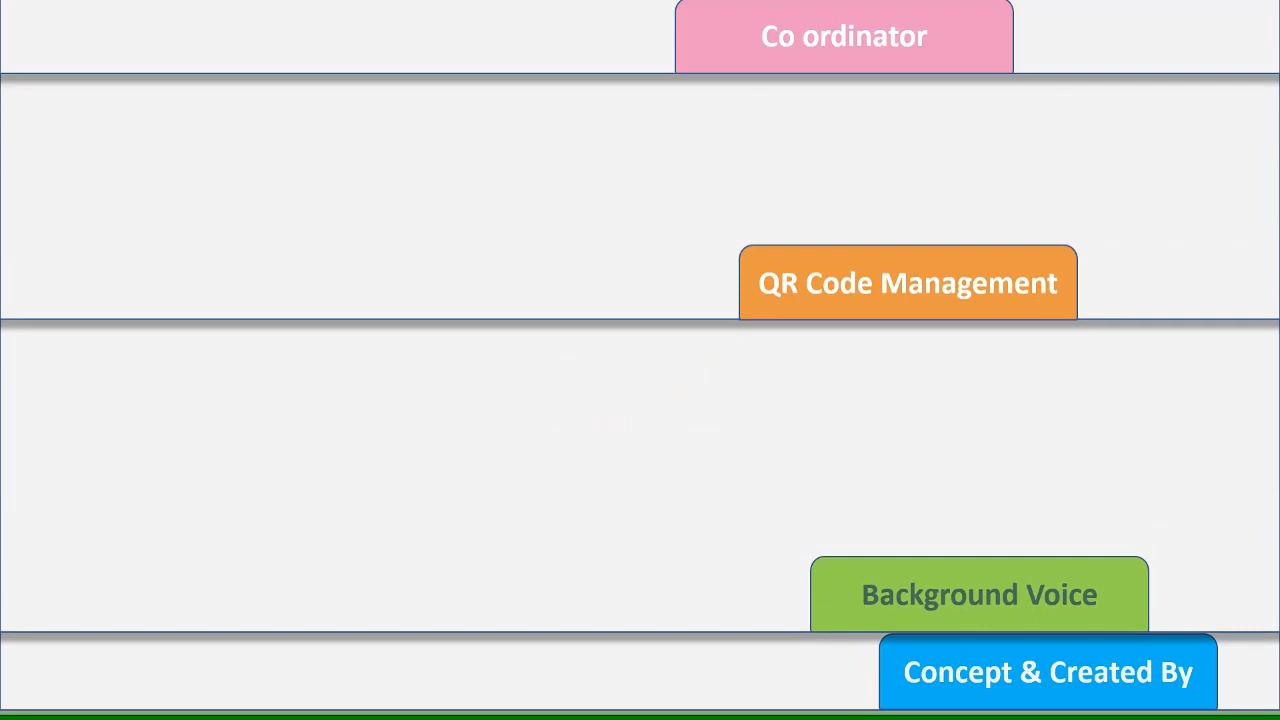 Co ordinator
QR Code Management
Background Voice
Concept & Created By